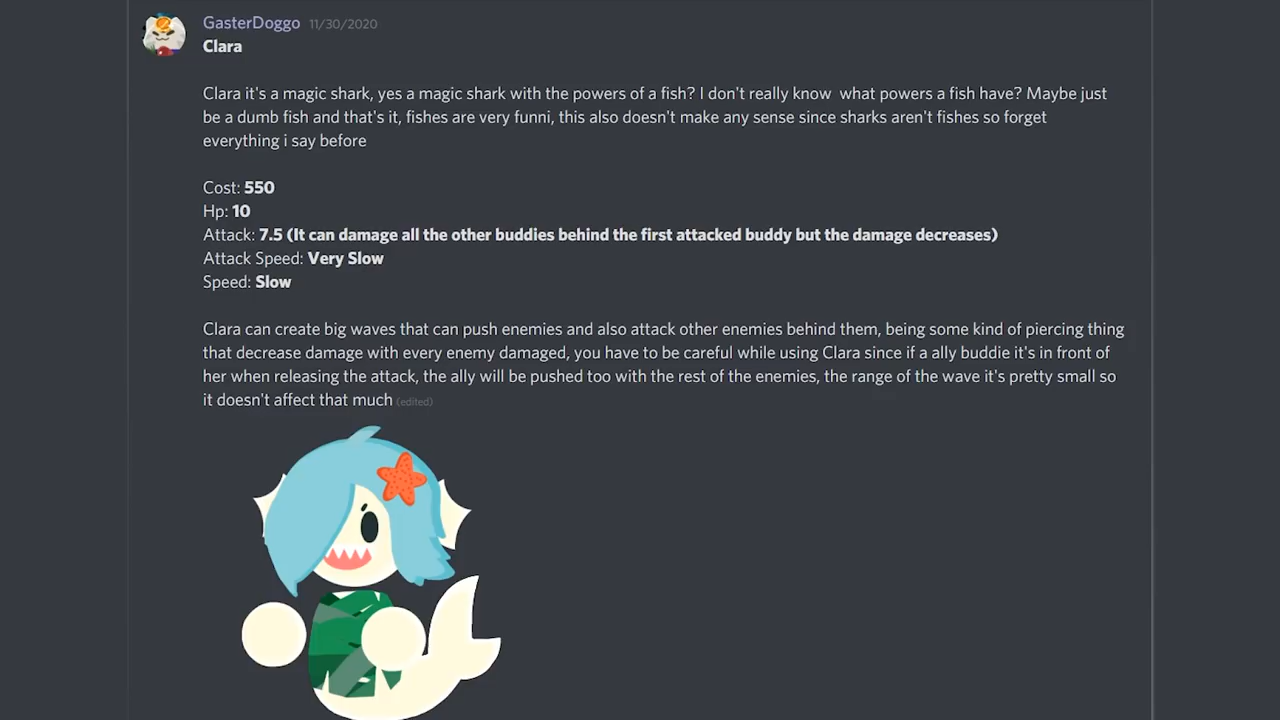 GasterDoggo 11/30/2020
Clara
Clara it's a magic shark, yes a magic shark with the powers of a fish? I don't really know what powers a fish have? Maybe just
be a dumb fish and that's it, fishes are very funni, this also doesn't make any sense since sharks aren't fishes so forget
everything i say before
Cost: 550
Hp: 10
Attack: 7.5 (It can damage all the other buddies behind the first attacked buddy but the damage decreases)
Attack Speed: Very Slow
Speed: Slow
Clara can create big waves that can push enemies and also attack other enemies behind them, being some kind of piercing thing
that decrease damage with every enemy damaged, you have to be careful while using Clara since if a ally buddie it's in front of
her when releasing the attack, the ally will be pushed too with the rest of the enemies, the range of the wave it's pretty small so
it doesn't affect that much (edited)